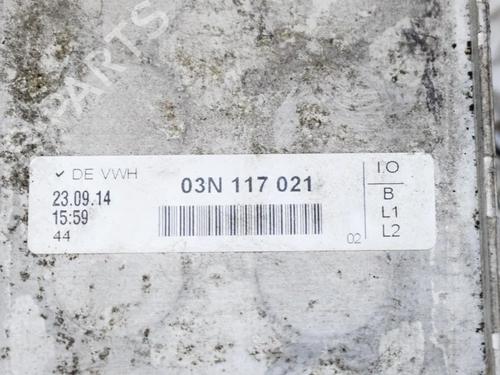 PARTS
✓ DE VWH
03N 117 021
I.O
23.09.14
B
15:59
L1
44
02
L2